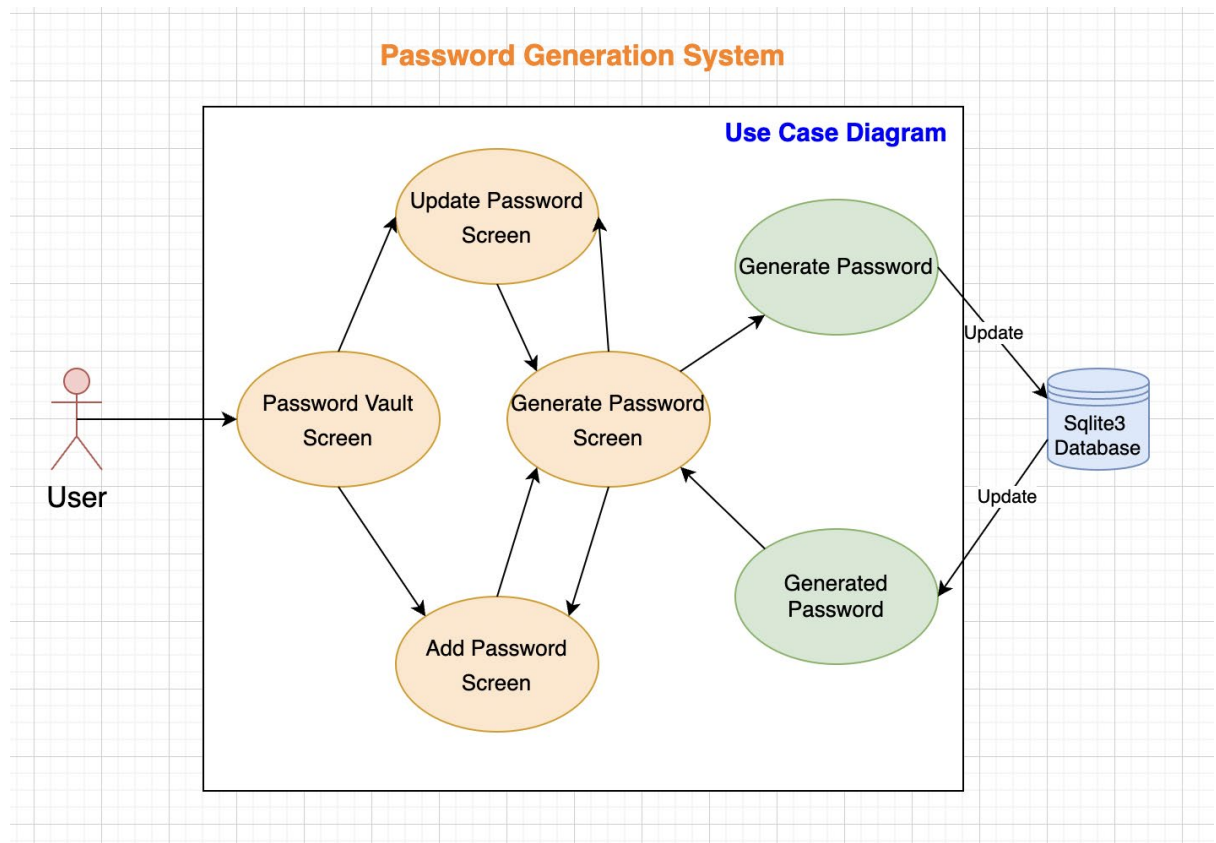 Password Generation System
Use Case Diagram
Update Password
Screen
Generate Password
Update
Password Vault
Screen
Generate Password
Screen
Sqlite3
Database
User
Update
Generated
Password
Add Password
Screen